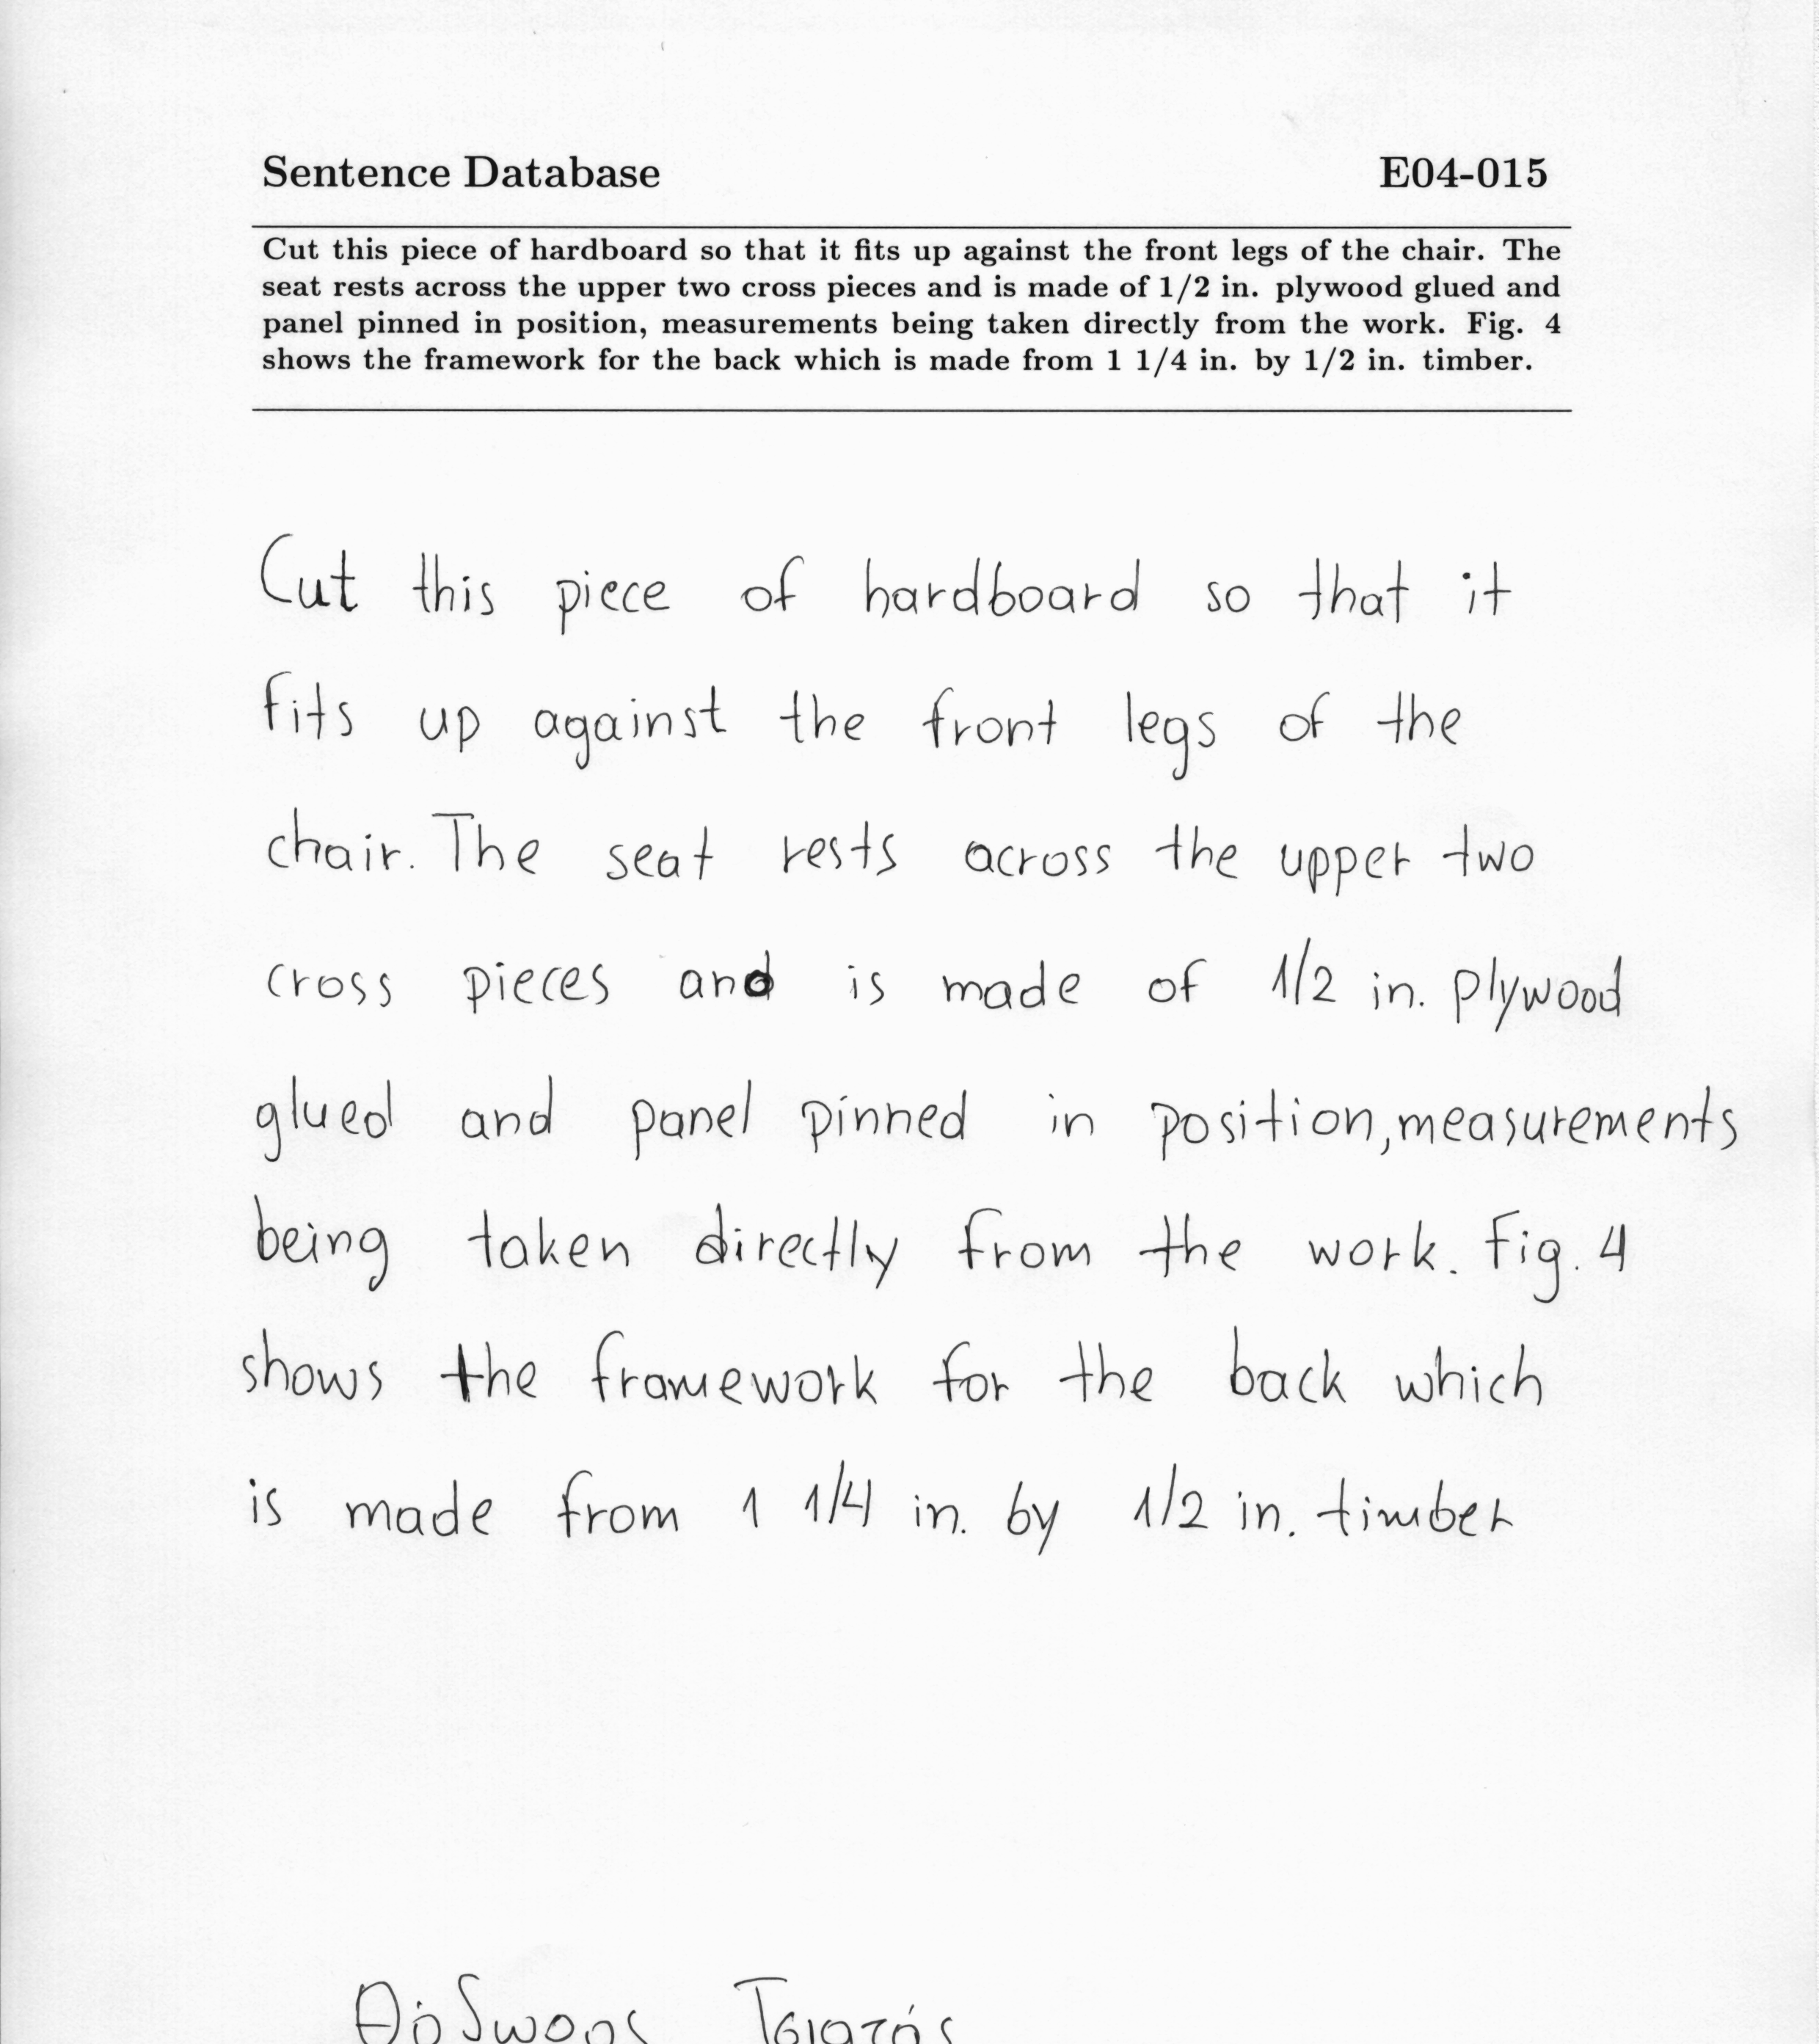 Sentence Database E04-015
Cut this piece of hardboard so that it fits up against the front legs of the chair. The
seat rests across the upper two cross pieces and is made of 1/2 in. plywood glued and
panel pinned in position, measurements being taken directly from the work. Fig. 4
shows the framework for the back which is made from 1 1/4 in. by 1/2 in. timber.
Cut this piece of hardboard so that it
fits up against the front legs of the
chair. The seat rests across the upper two
cross pieces and is made of 1/2 in. plywood
glued and panel pinned in position, measurements
being taken directly from the work. Fig. 4
shows the framework for the back which
is made from 1 1/4 in. by 1/2 in. timber